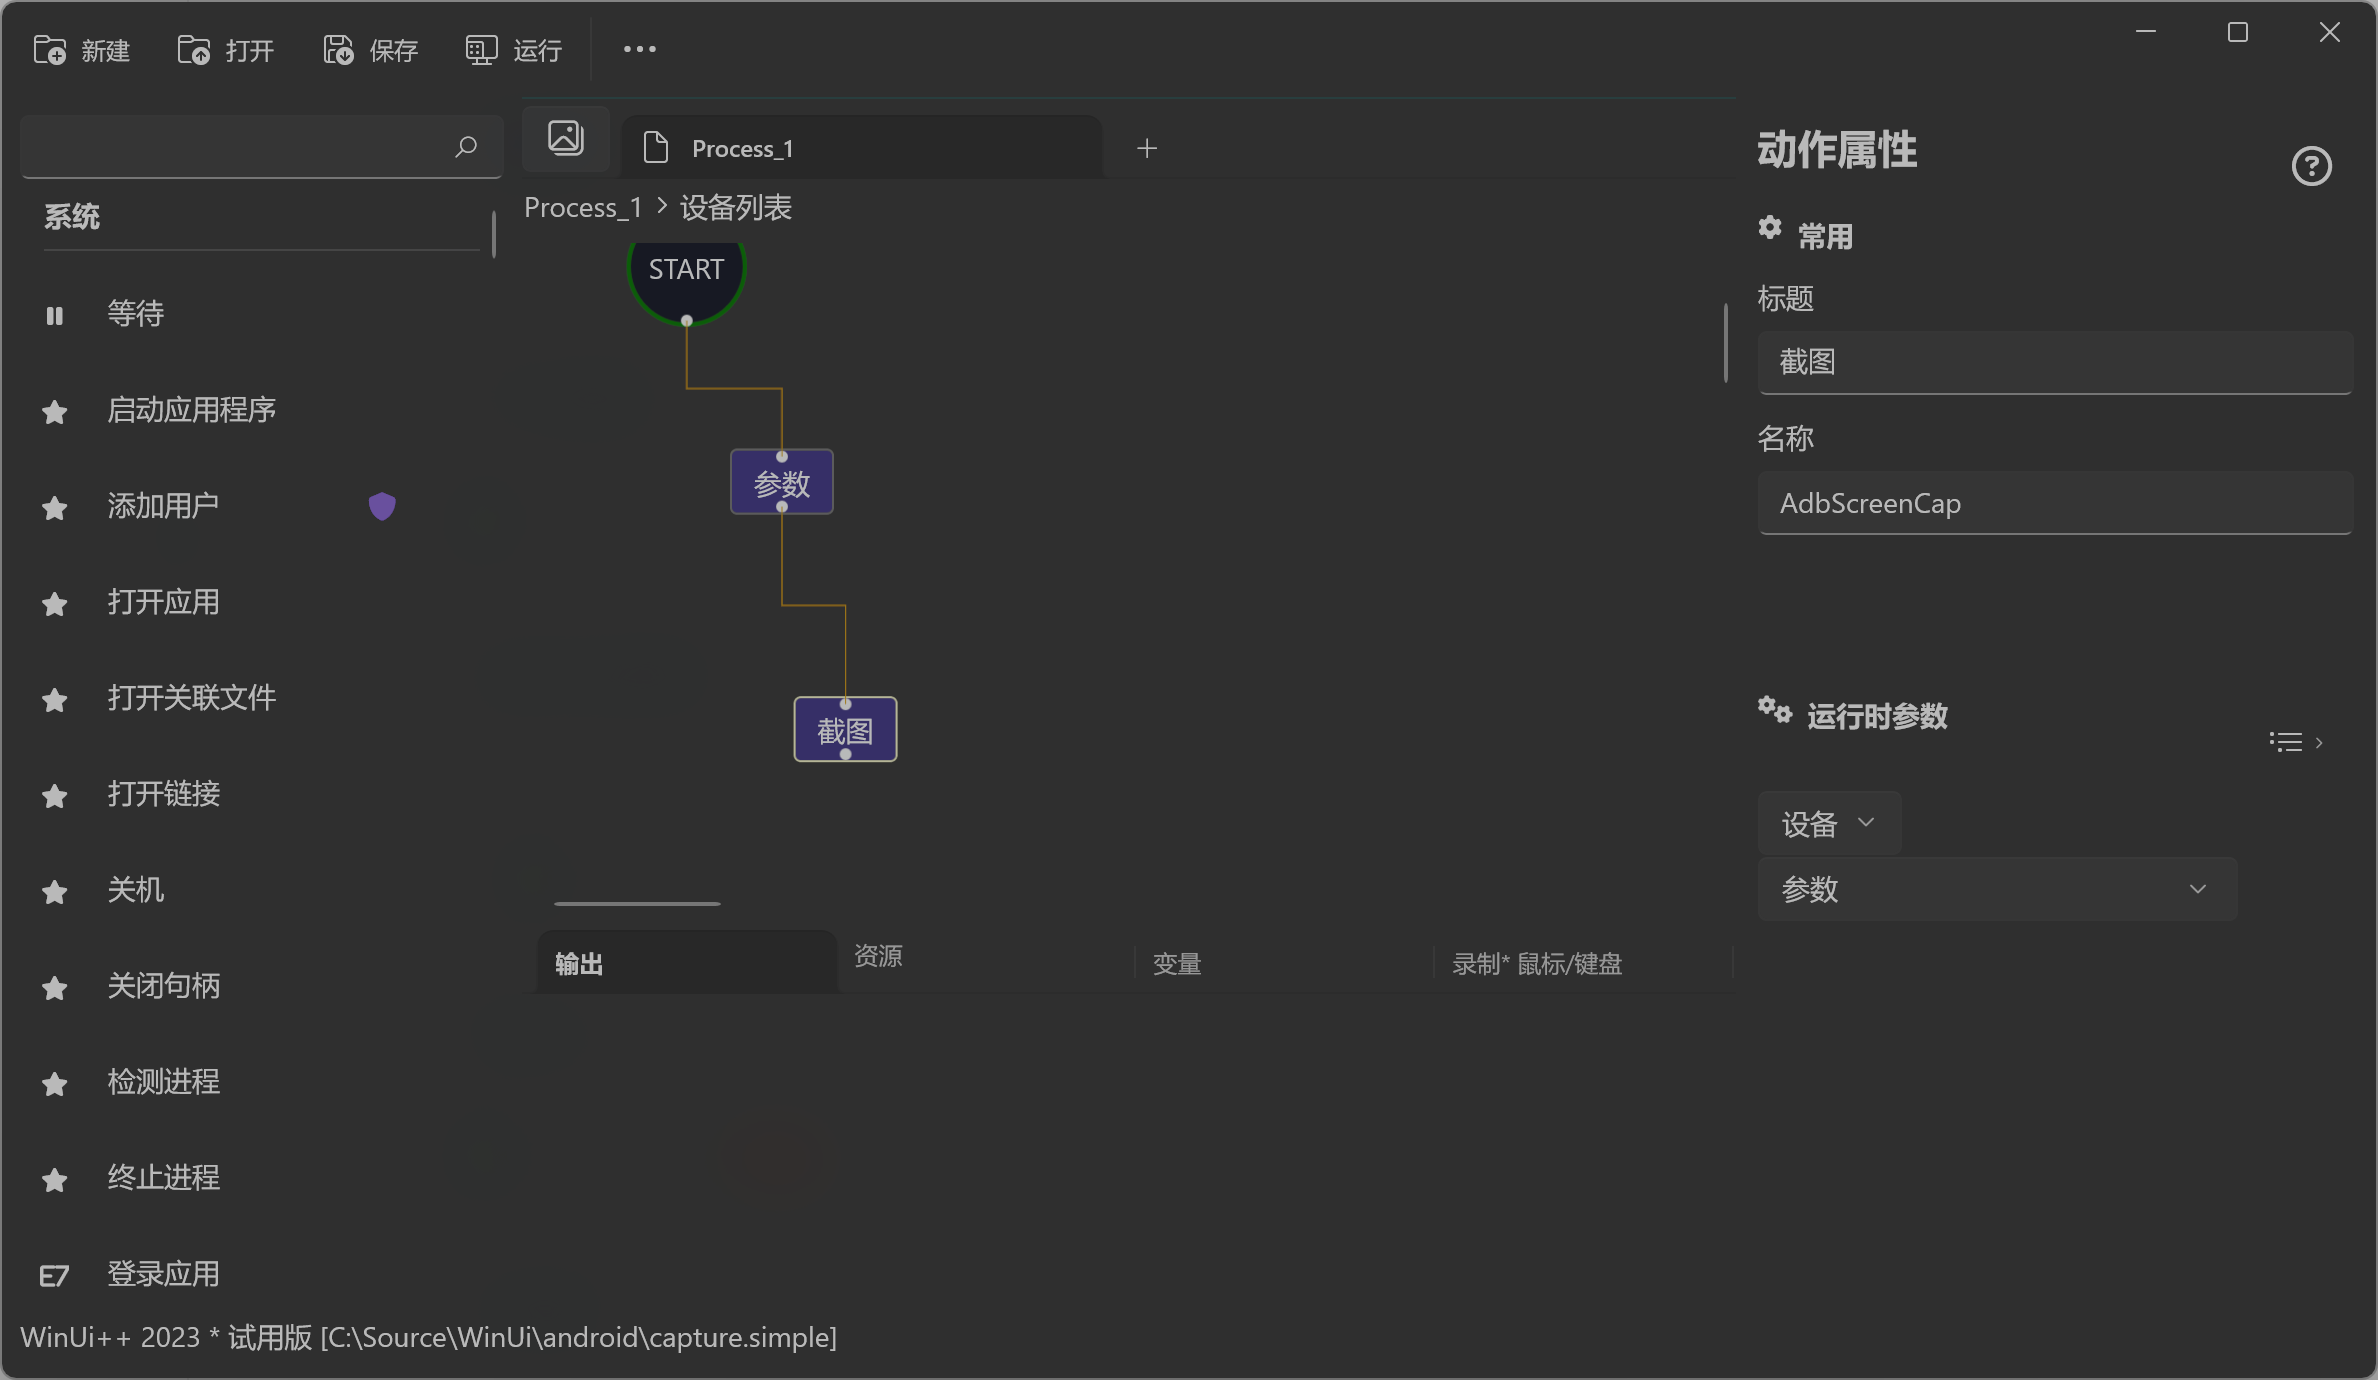 新建
打开
保存
运行
系统
等待
启动应用程序
添加用户
打开应用
打开关联文件
打开链接
关机
关闭句柄
检测进程
终止进程
登录应用
Process_1
Process_1 > 设备列表
START
参数
截图
输出
资源
变量
录制* 鼠标/键盘
动作属性
常用
标题
截图
名称
AdbScreenCap
运行时参数
设备
参数
WinUi++ 2023 * 试用版 [C:\Source\WinUi\android\capture.simple]